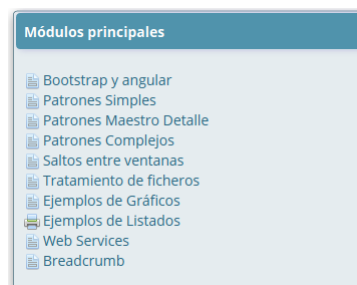 Módulos principales
Bootstrap y angular
Patrones Simples
Patrones Maestro Detalle
Patrones Complejos
Saltos entre ventanas
Tratamiento de ficheros
Ejemplos de Gráficos
Ejemplos de Listados
Web Services
Breadcrumb